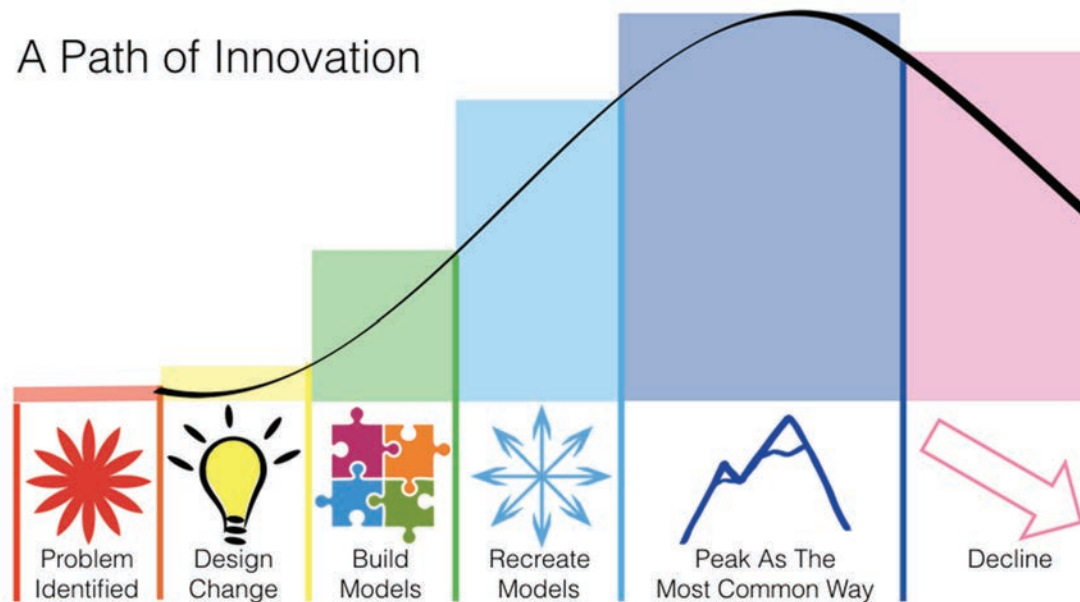 A Path of Innovation
Problem
Identified
Design
Change
Build
Models
Recreate
Models
Peak As The
Most Common Way
Decline